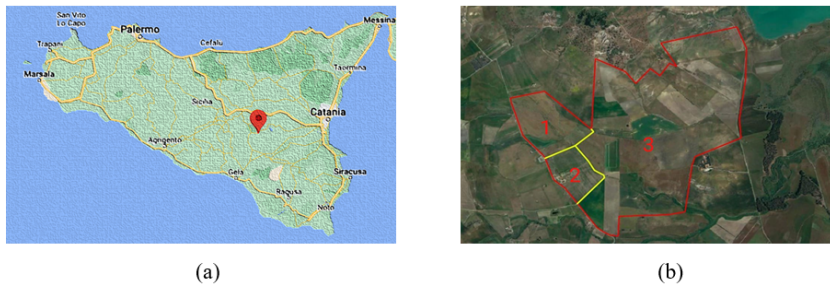 San Vito
Lo Capo
Palermo
Cefalù
Messina
Trapani
Taormina
Marsala
Sicilia
Catania
Agrigento
Gela
Siracusa
Ragusa
Noto
1
2
3
(a)
(b)